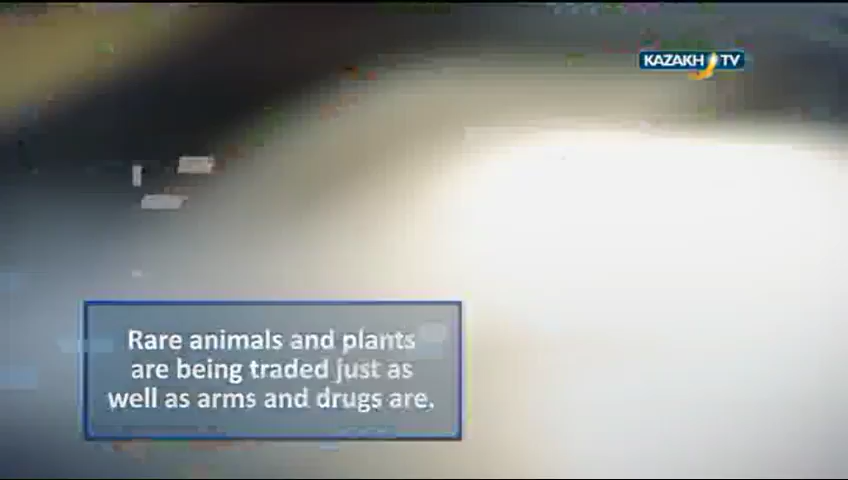 KAZAKH TV
Rare animals and plants
are being traded just as
well as arms and drugs are.